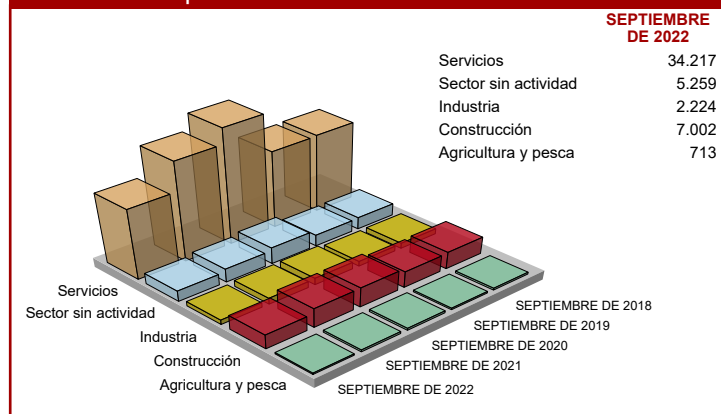 SEPTIEMBRE
DE 2022
Servicios 34.217
Sector sin actividad 5.259
Industria 2.224
Construcción 7.002
Agricultura y pesca 713
Servicios
Sector sin actividad
Industria
Construcción
Agricultura y pesca
SEPTIEMBRE DE 2018
SEPTIEMBRE DE 2019
SEPTIEMBRE DE 2020
SEPTIEMBRE DE 2021
SEPTIEMBRE DE 2022